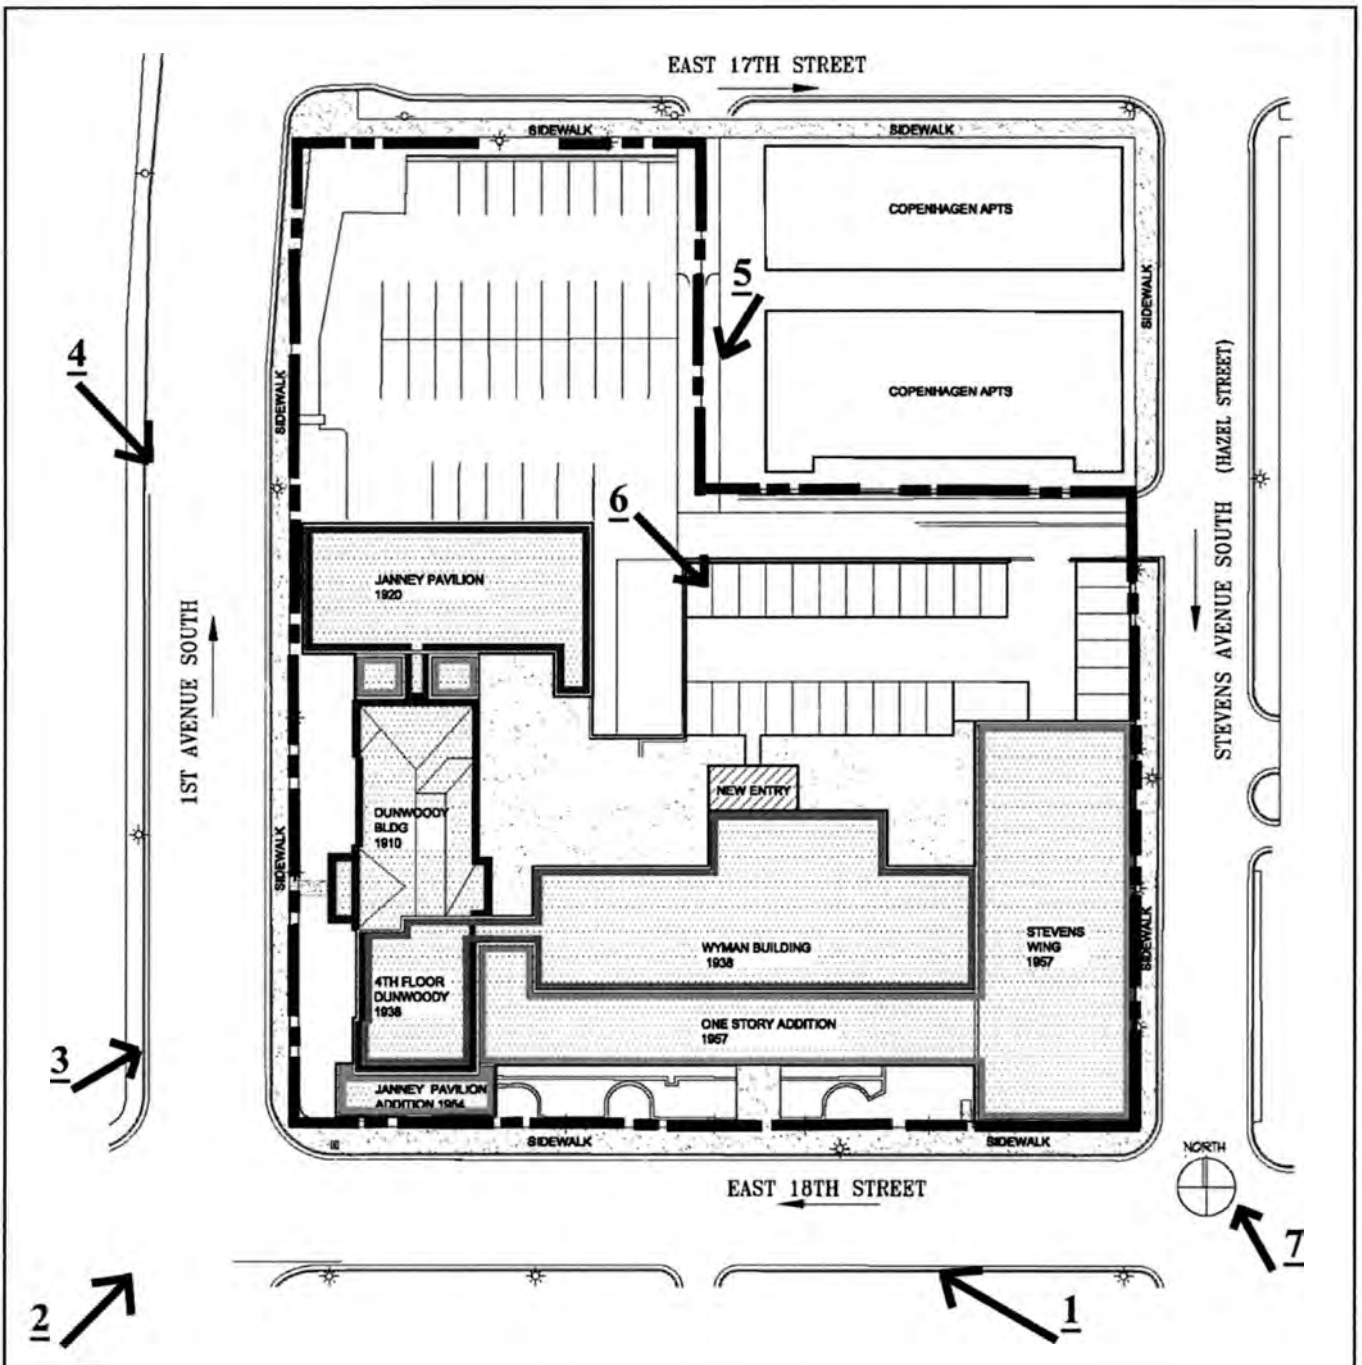 EAST 17TH STREET
SIDEWALK
SIDEWALK
COPENHAGEN APTS
5
SIDEWALK
4
SIDEWALK
COPENHAGEN APTS
STEVENS AVENUE SOUTH (HAZEL STREET)
6
JANNEY PAVILION
1920
1ST AVENUE SOUTH
NEW ENTRY
DUNWOODY
BLDG
1910
SIDEWALK
WYMAN BUILDING
1938
STEVENS
WING
1957
SIDEWALK
4TH FLOOR
DUNWOODY
1938
ONE STORY ADDITION
1957
3
JANNEY PAVILION
ADDITION 1954
SIDEWALK
SIDEWALK
NORTH
EAST 18TH STREET
7
2
1